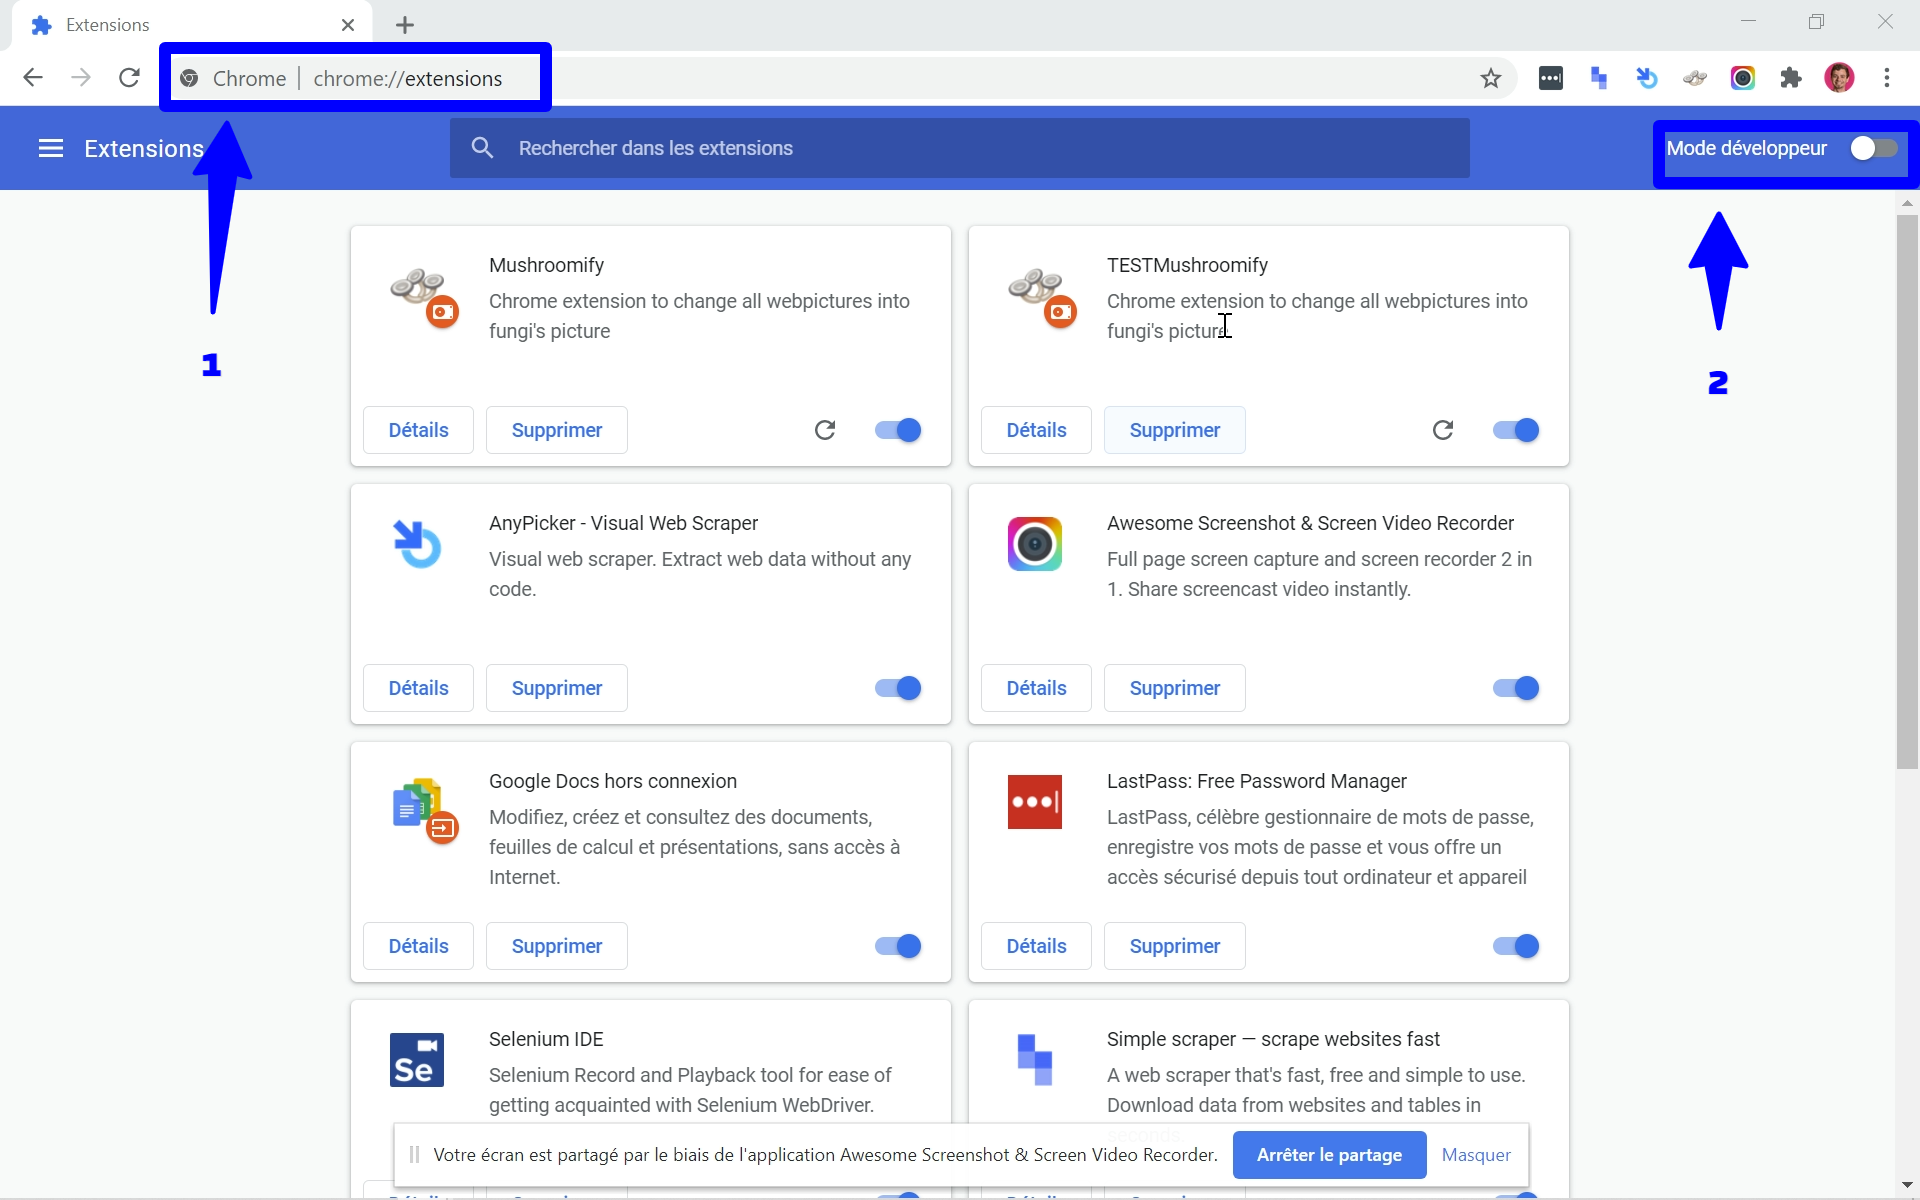 Extensions
Chrome | chrome://extensions
Extensions
Rechercher dans les extensions
Mode développeur
1
2
Mushroomify
Chrome extension to change all webpictures into
fungi's picture
Détails
Supprimer
TESTMushroomify
Chrome extension to change all webpictures into
fungi's picture
Détails
Supprimer
AnyPicker - Visual Web Scraper
Visual web scraper. Extract web data without any
code.
Détails
Supprimer
Awesome Screenshot & Screen Video Recorder
Full page screen capture and screen recorder 2 in
1. Share screencast video instantly.
Détails
Supprimer
Google Docs hors connexion
Modifiez, créez et consultez des documents,
feuilles de calcul et présentations, sans accès à
Internet.
Détails
Supprimer
LastPass: Free Password Manager
LastPass, célèbre gestionnaire de mots de passe,
enregistre vos mots de passe et vous offre un
accès sécurisé depuis tout ordinateur et appareil
Détails
Supprimer
Se
Selenium IDE
Selenium Record and Playback tool for ease of
getting acquainted with Selenium WebDriver.
Simple scraper — scrape websites fast
A web scraper that's fast, free and simple to use.
Download data from websites and tables in
seconds.
Votre écran est partagé par le biais de l'application Awesome Screenshot & Screen Video Recorder.
Arrêter le partage
Masquer